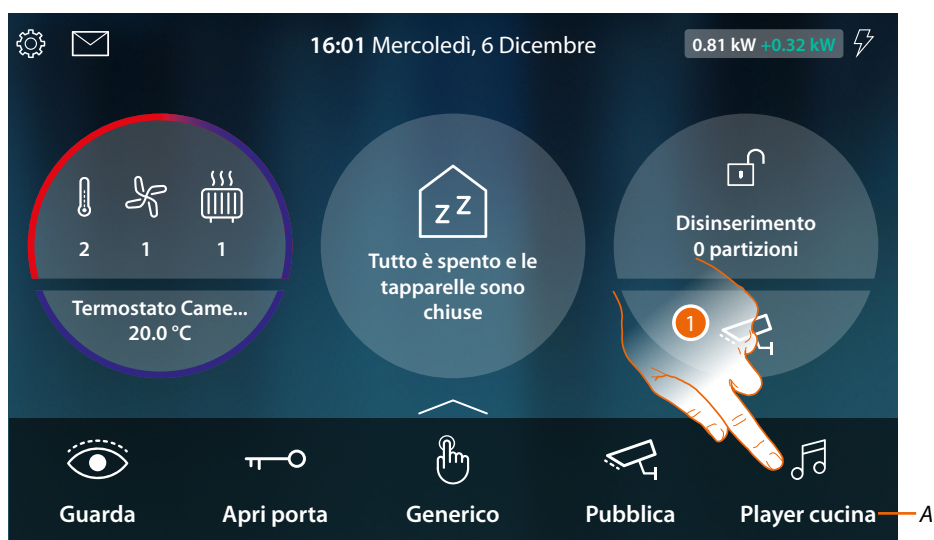 16:01 Mercoledì, 6 Dicembre
0.81 kW +0.32 kW
2 1 1
Termostato Came...
20.0 °C
z Z
Tutto è spento e le
tapparelle sono
chiuse
Disinserimento
0 partizioni
1
Guarda
Apri porta
Generico
Pubblica
Player cucina
A